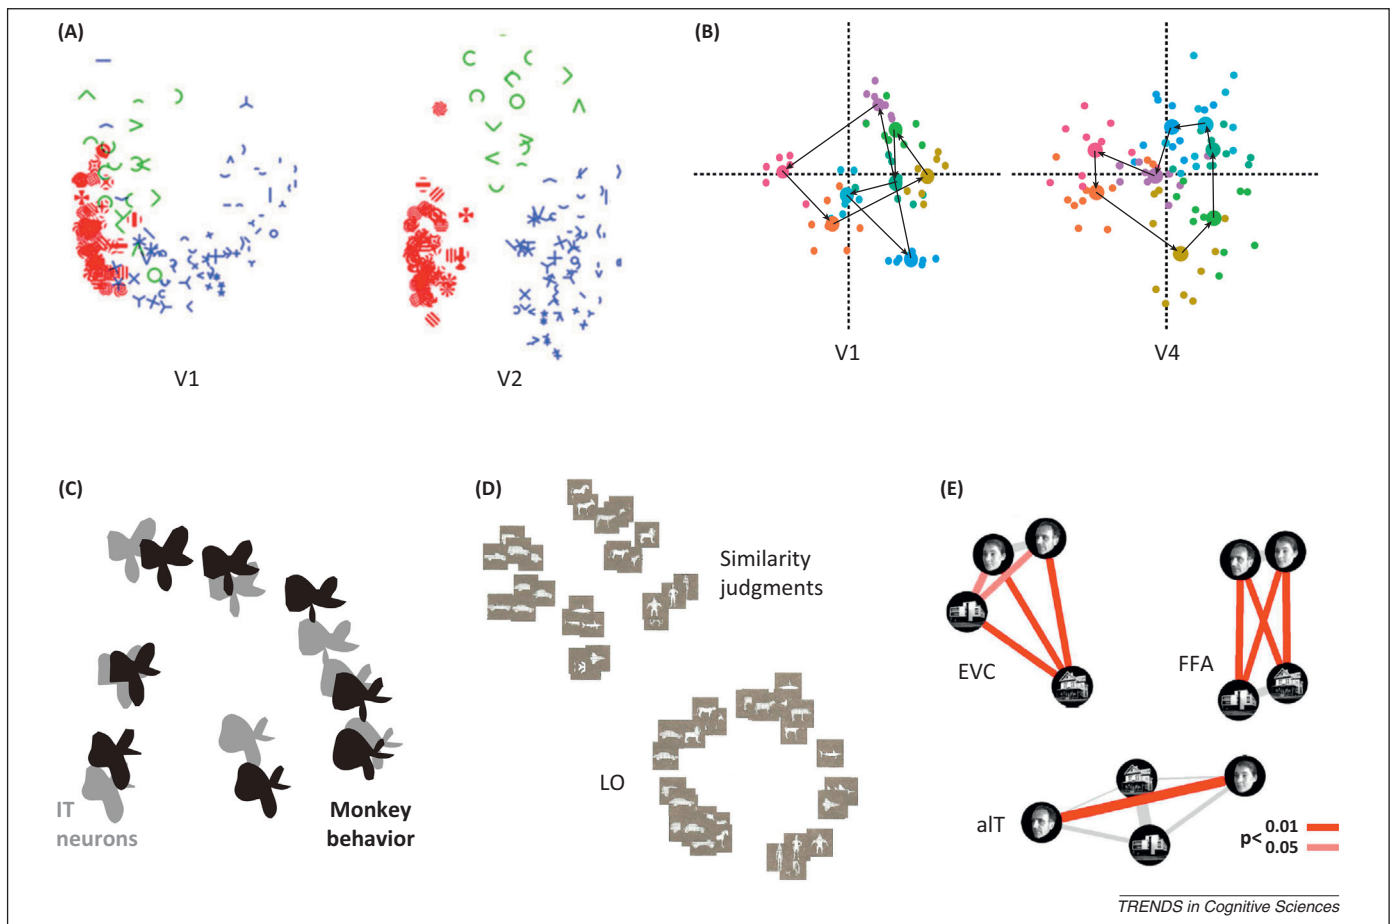 (A)
V1
V2
(B)
V1
V4
(C)
IT
neurons
Monkey
behavior
(D)
Similarity
judgments
LO
(E)
EVC
FFA
aIT
p<
0.01
0.05
TRENDS in Cognitive Sciences